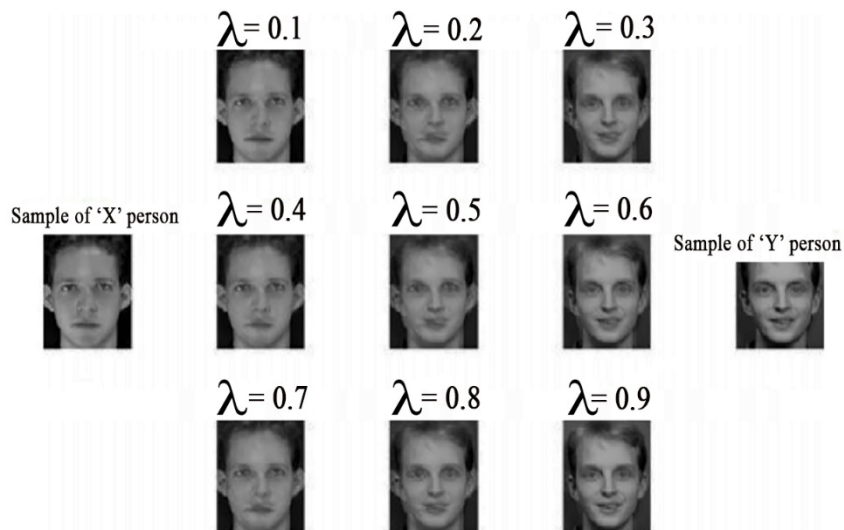 λ= 0.1 λ= 0.2 λ= 0.3
Sample of ‘X’ person
λ= 0.4 λ= 0.5 λ= 0.6
Sample of ‘Y’ person
λ= 0.7 λ= 0.8 λ= 0.9